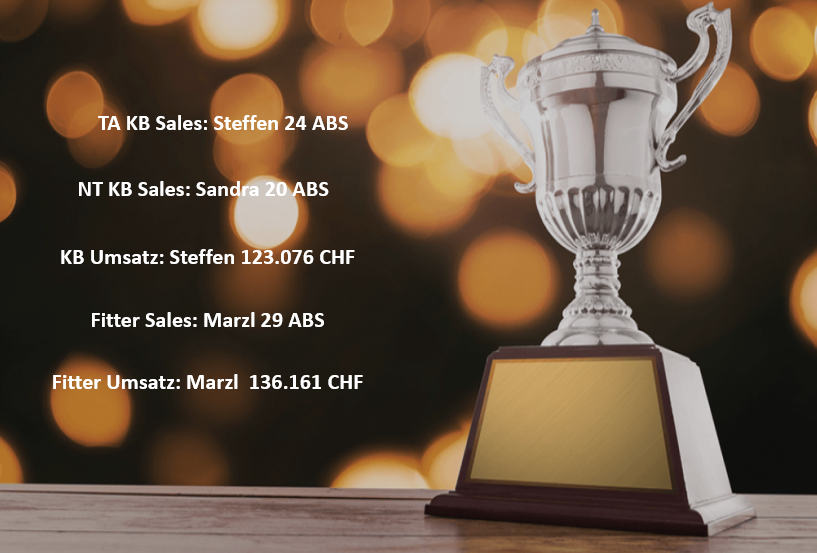 TA KB Sales: Steffen 24 ABS
NT KB Sales: Sandra 20 ABS
KB Umsatz: Steffen 123.076 CHF
Fitter Sales: Marzl 29 ABS
Fitter Umsatz: Marzl  136.161 CHF